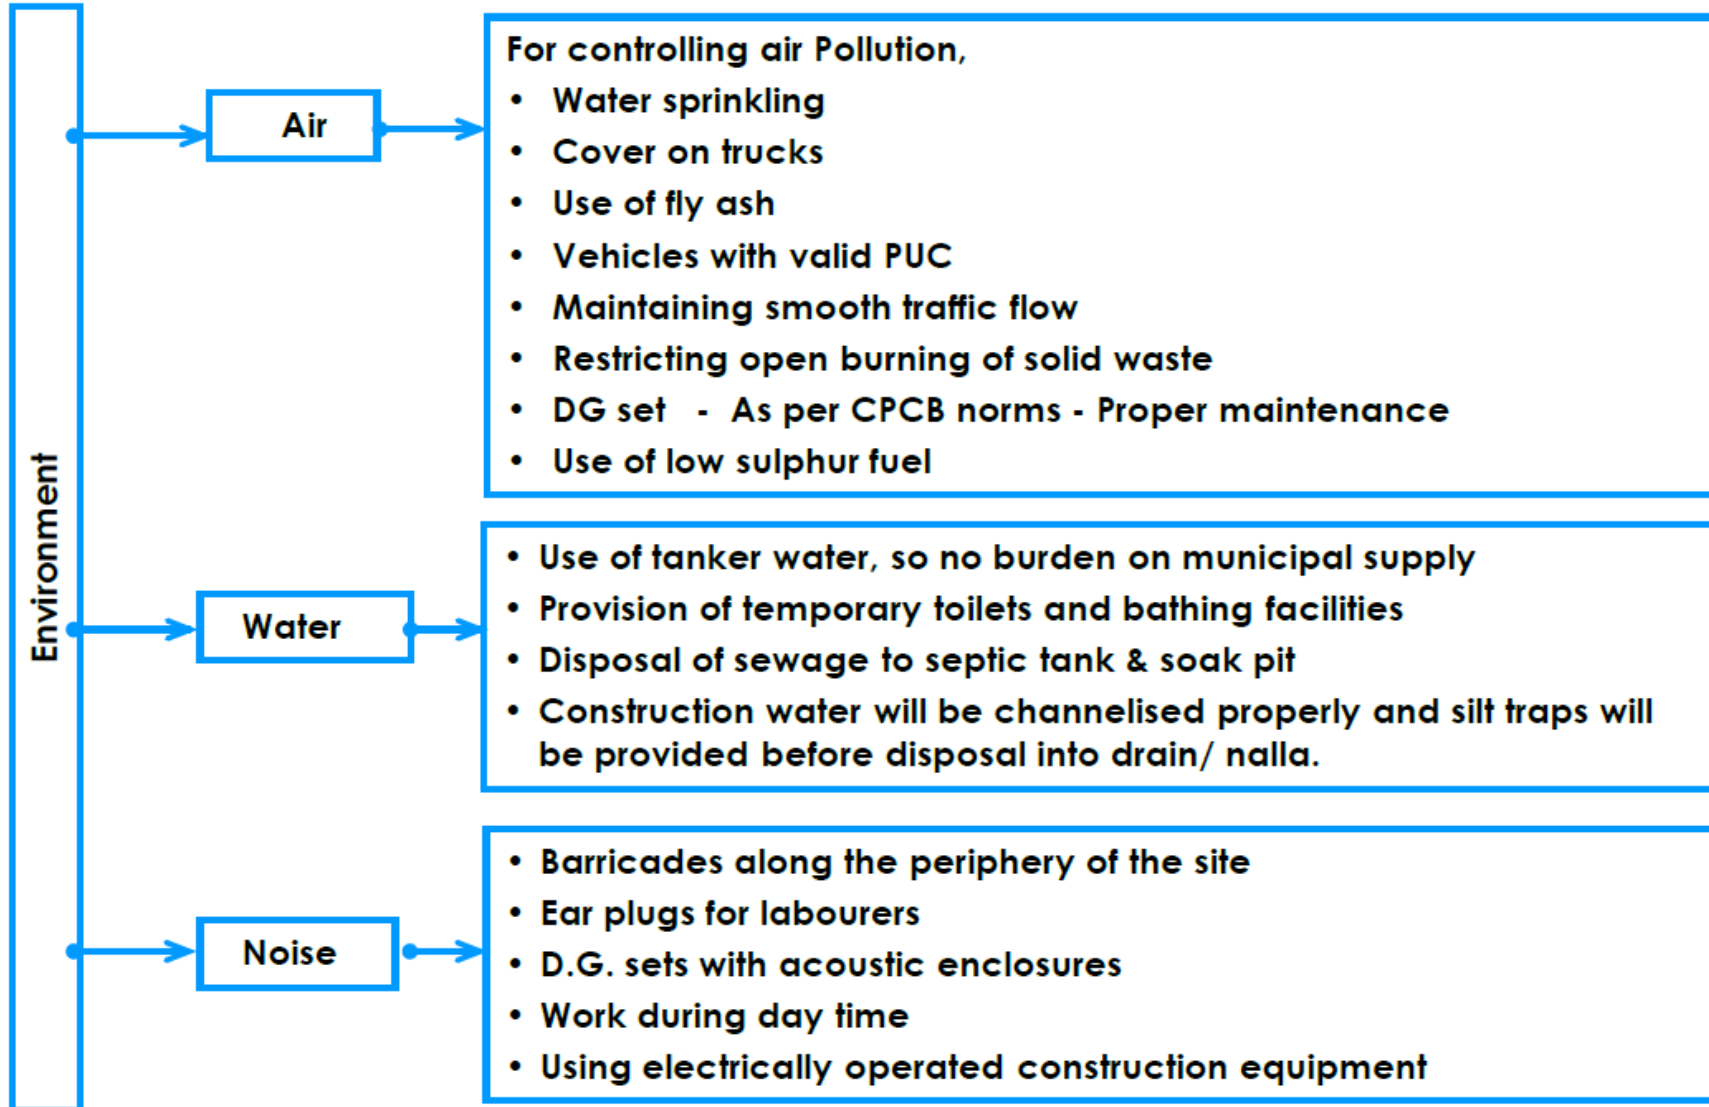 Environment
Air
For controlling air Pollution,
• Water sprinkling
• Cover on trucks
• Use of fly ash
• Vehicles with valid PUC
• Maintaining smooth traffic flow
• Restricting open burning of solid waste
• DG set - As per CPCB norms - Proper maintenance
• Use of low sulphur fuel
Water
• Use of tanker water, so no burden on municipal supply
• Provision of temporary toilets and bathing facilities
• Disposal of sewage to septic tank & soak pit
• Construction water will be channelised properly and silt traps will
be provided before disposal into drain/ nalla.
Noise
• Barricades along the periphery of the site
• Ear plugs for labourers
• D.G. sets with acoustic enclosures
• Work during day time
• Using electrically operated construction equipment